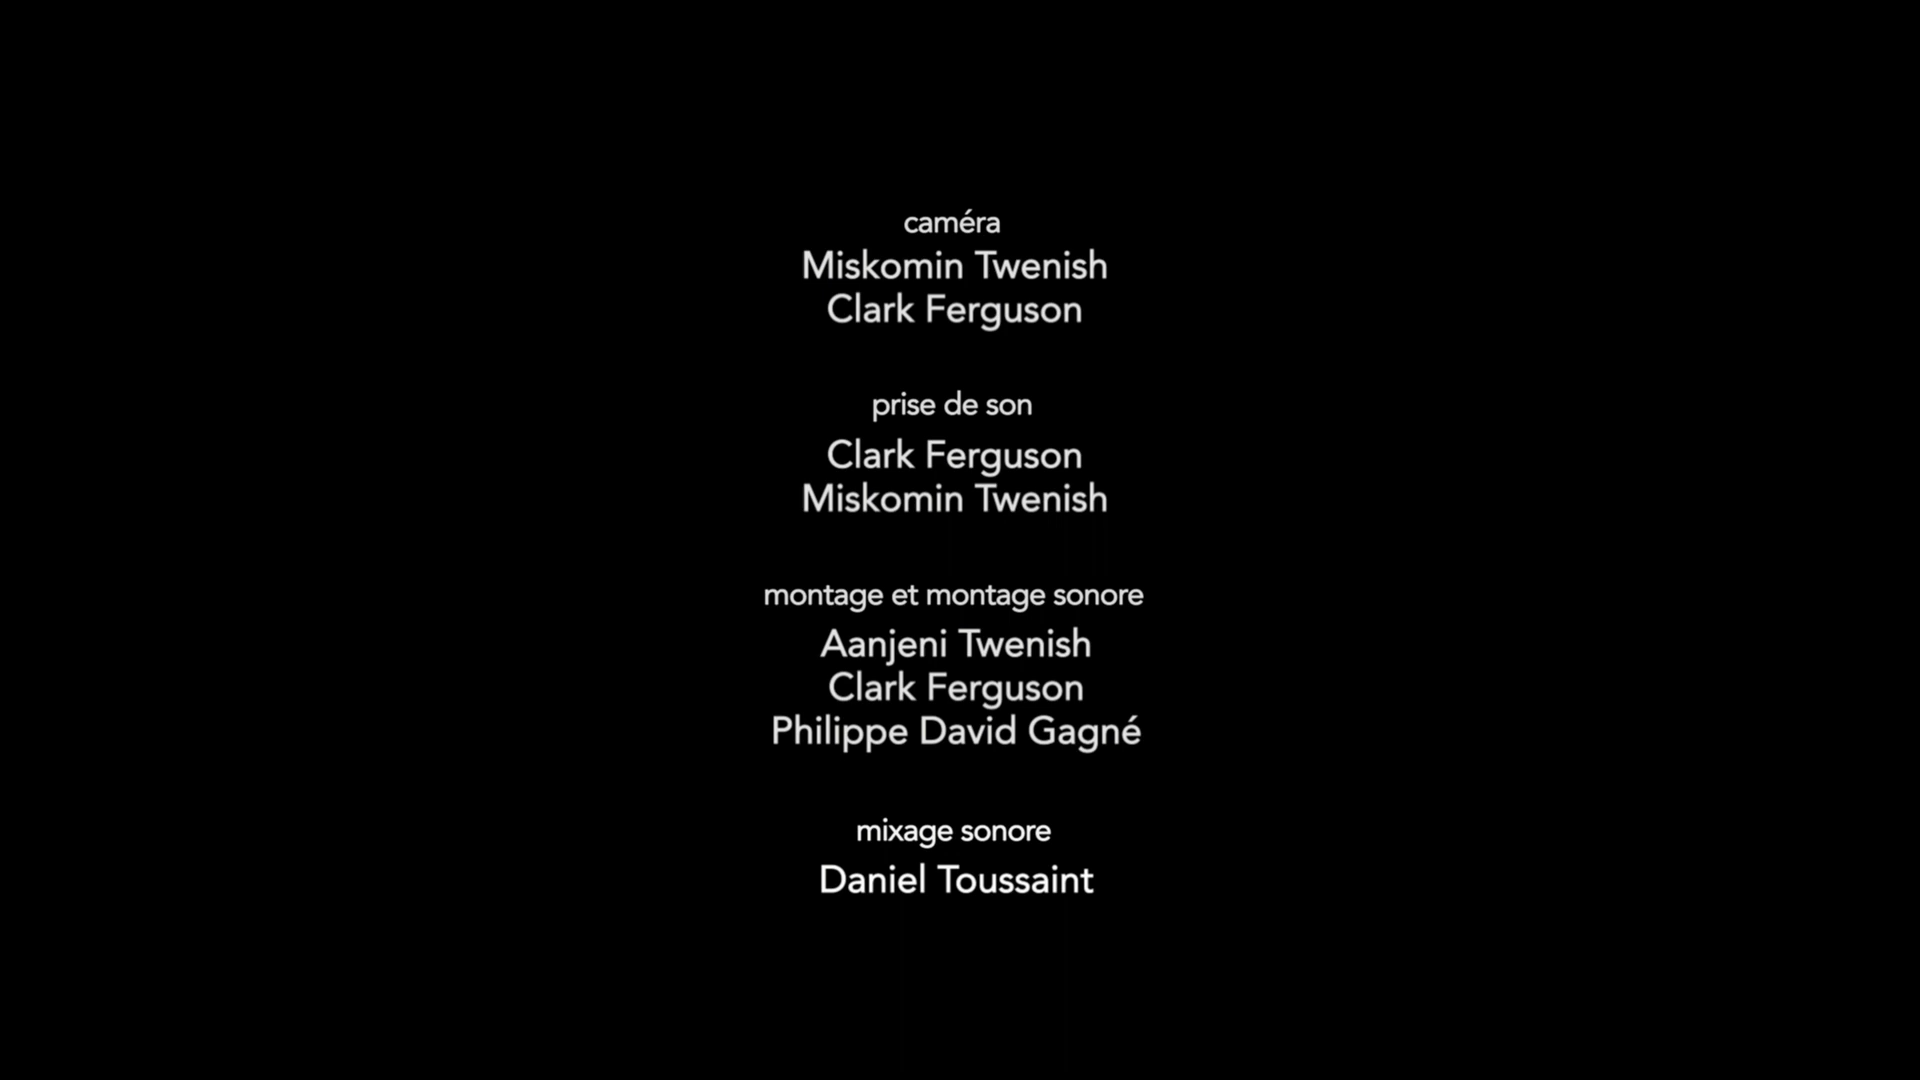 caméra
Miskomin Twenish
Clark Ferguson
prise de son
Clark Ferguson
Miskomin Twenish
montage et montage sonore
Aanjeni Twenish
Clark Ferguson
Philippe David Gagné
mixage sonore
Daniel Toussaint